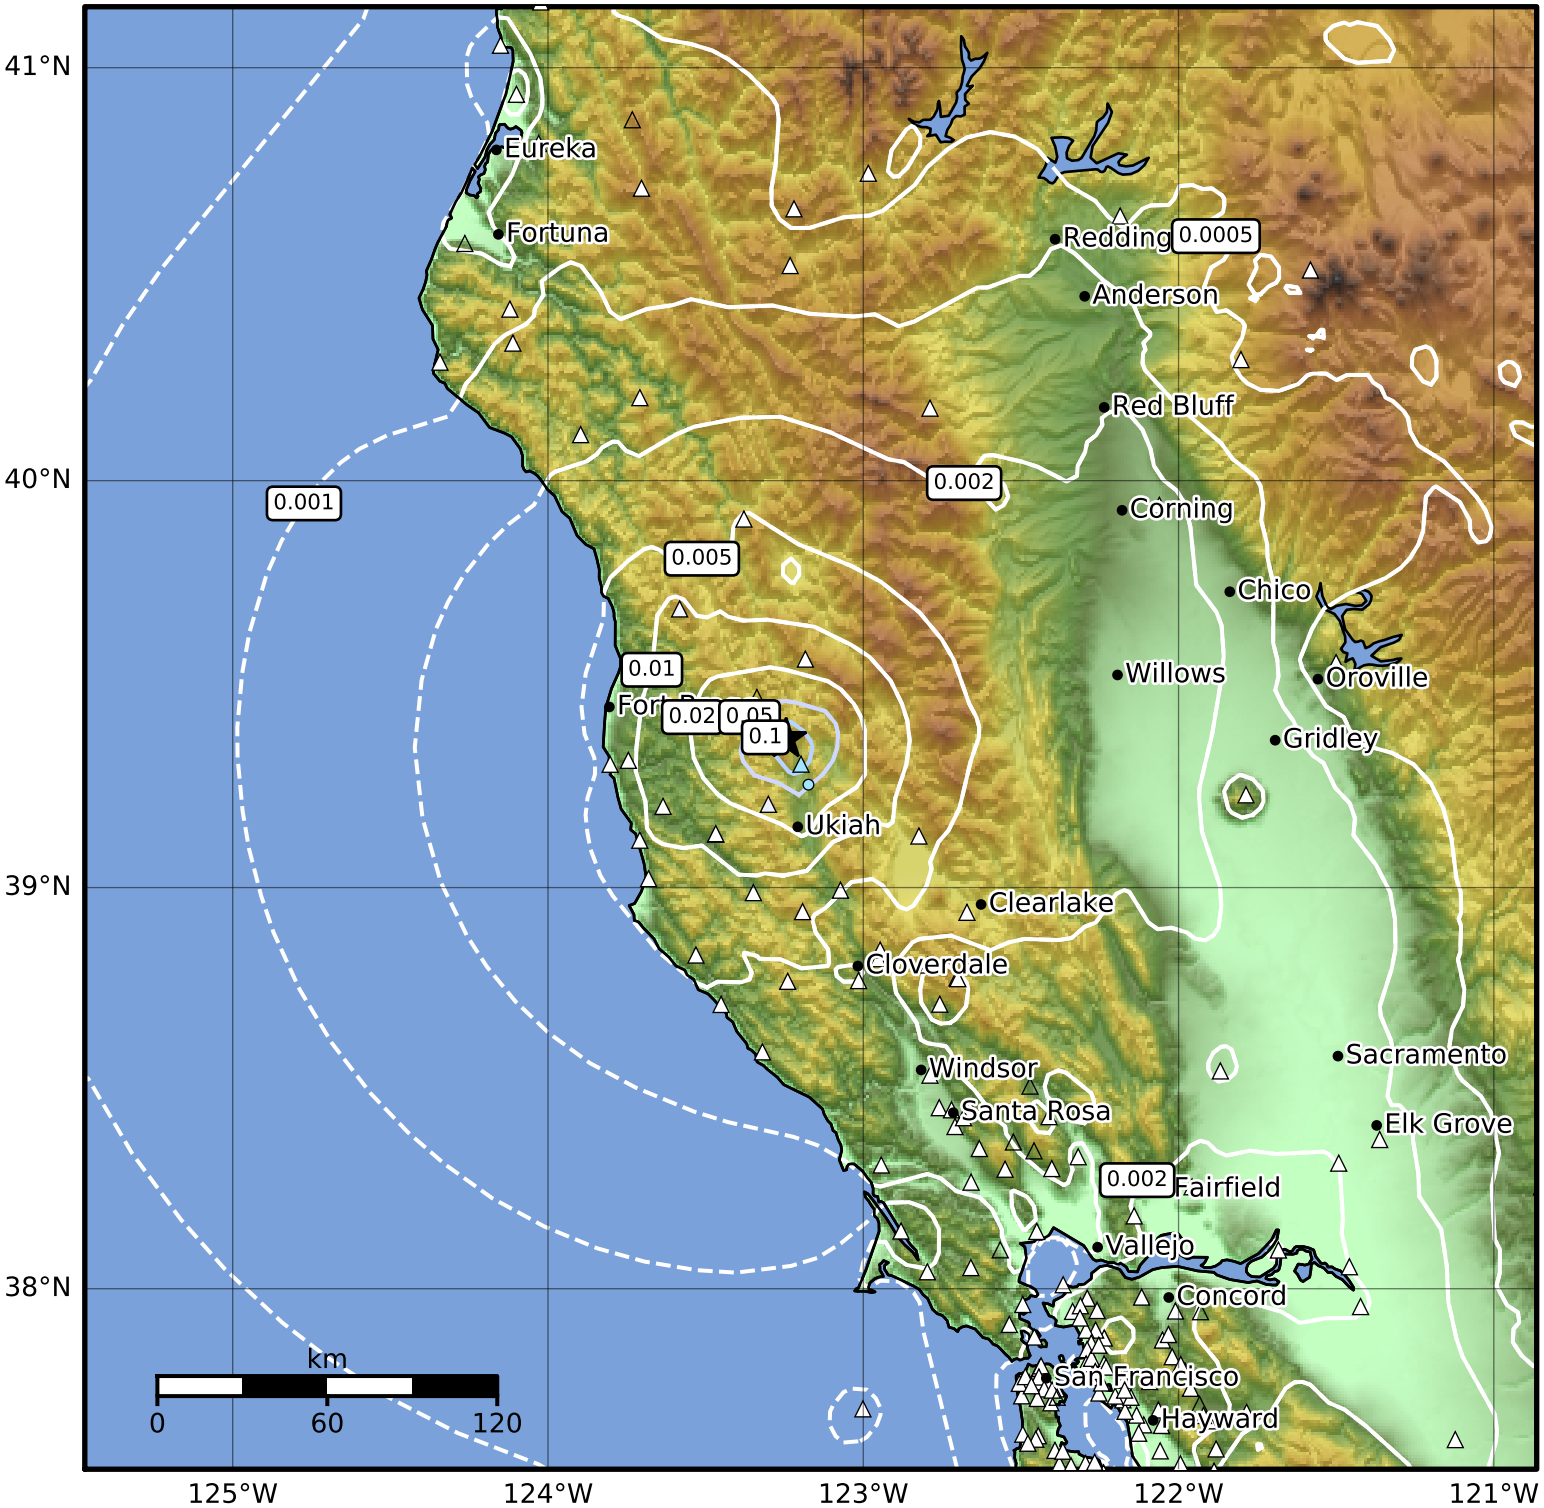 41°N
Eureka
Fortuna
Redding
0.0005
Anderson
Red Bluff
40°N
0.002
0.001
Corning
0.005
Chico
0.01
Willows
Oroville
Fort
0.02
0.05
0.1
Gridley
Ukiah
39°N
Clearlake
Cloverdale
Sacramento
Windsor
Santa Rosa
Elk Grove
0.002
Fairfield
Vallejo
38°N
Concord
km
San Francisco
0 60 120
Hayward
125°W 124°W 123°W 122°W 121°W